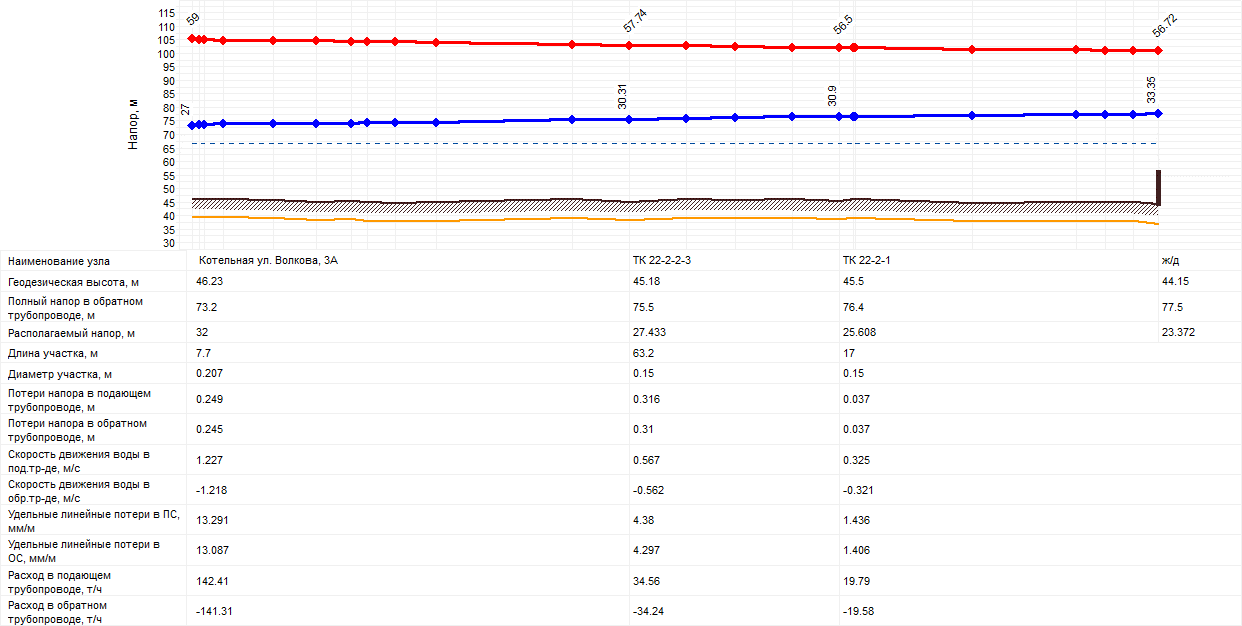 115
110
105
100
95
90
85
80
75
70
65
60
55
50
45
40
35
30
Напор, м
59
57.74
56.5
56.72
27
30.31
30.9
33.35
Наименование узла Котельная ул. Волкова, 3А ТК 22-2-2-3 ТК 22-2-1 ж/д
Геодезическая высота, м 46.23 45.18 45.5 44.15
Полный напор в обратном
трубопроводе, м 73.2 75.5 76.4 77.5
Располагаемый напор, м 32 27.433 25.608 23.372
Длина участка, м 7.7 63.2 17
Диаметр участка, м 0.207 0.15 0.15
Потери напора в подающем
трубопроводе, м 0.249 0.316 0.037
Потери напора в обратном
трубопроводе, м 0.245 0.31 0.037
Скорость движения воды в
под.тр-де, м/с 1.227 0.567 0.325
Скорость движения воды в
обр.тр-де, м/с -1.218 -0.562 -0.321
Удельные линейные потери в ПС,
мм/м 13.291 4.38 1.436
Удельные линейные потери в
ОС, мм/м 13.087 4.297 1.406
Расход в подающем
трубопроводе, т/ч 142.41 34.56 19.79
Расход в обратном
трубопроводе, т/ч -141.31 -34.24 -19.58